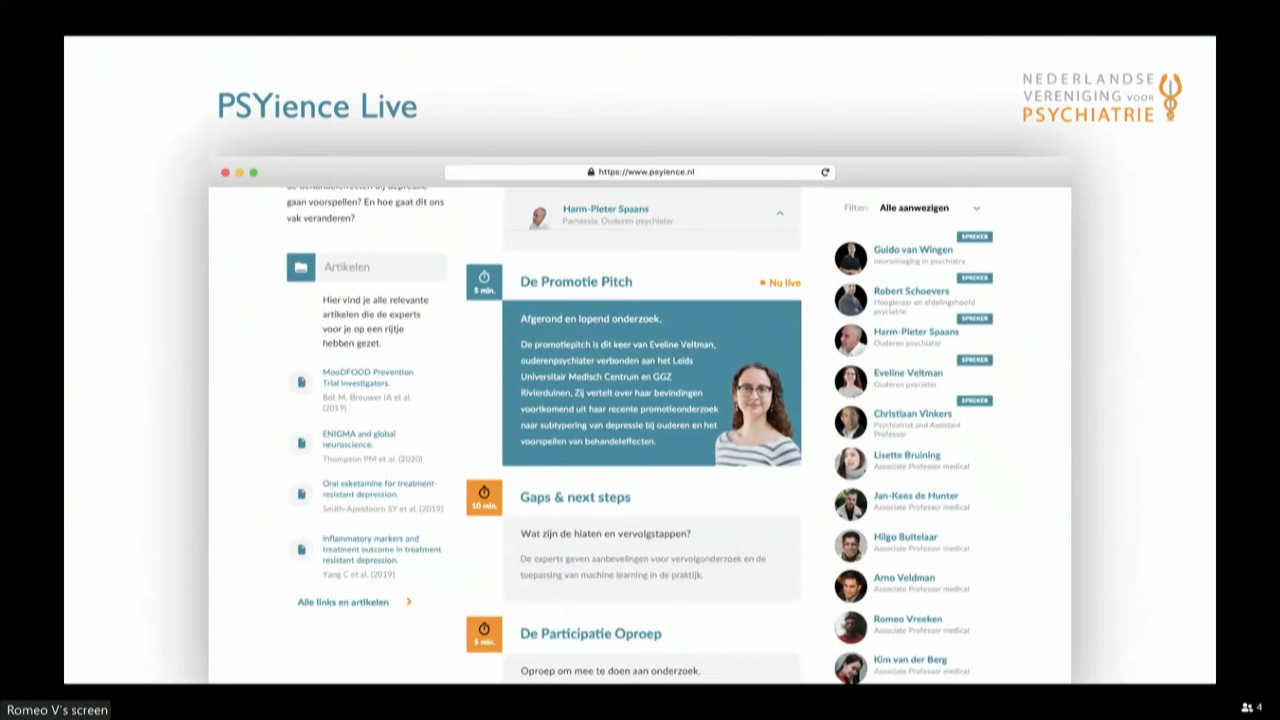 PSYience Live
NEDERLANDSE
VERENIGING VOOR
PSYCHIATRIE
https://www.psyience.nl
gaan voorspellen? En hoe gaat dit ons
vak veranderen?
Artikelen
Hier vind je alle relevante
artikelen die de experts
voor je op een rijtje
hebben gezet.
MooDFOOD Prevention
Trial Investigators.
Bot M, Brouwer IA et al.
(2019)
ENIGMA and global
neuroscience.
Thompson PM et al. (2020)
Oral esketamine for treatment-
resistant depression.
Smith-Apeldoorn SY et al. (2019)
Inflammatory markers and
treatment outcome in treatment
resistant depression.
Yang C et al. (2019)
Alle links en artikelen
Harm-Pieter Spaans
Parnassia, Ouderen psychiater
5 min.
De Promotie Pitch
Nu live
Afgerond en lopend onderzoek.
De promotiepitch is dit keer van Eveline Veltman,
ouderenpsychiater verbonden aan het Leids
Universitair Medisch Centrum en GGZ
Rivierduinen. Zij vertelt over haar bevindingen
voortkomend uit haar recente promotieonderzoek
naar subtypering van depressie bij ouderen en het
voorspellen van behandeleffecten.
10 min.
Gaps & next steps
Wat zijn de hiaten en vervolgstappen?
De experts geven aanbevelingen voor vervolgonderzoek en de
toepassing van machine learning in de praktijk.
5 min.
De Participatie Oproep
Oproep om mee te doen aan onderzoek.
Filter: Alle aanwezigen
SPREKER
Guido van Wingen
neuroimaging in psychiatry
SPREKER
Robert Schoevers
Hoogleraar en afdelingshoofd
psychiatrie
SPREKER
Harm-Pieter Spaans
Ouderen psychiater
SPREKER
Eveline Veltman
Ouderen psyciater
SPREKER
Christiaan Vinkers
Psychiatrist and Assistant
Professor
Lisette Bruining
Associate Professor medical
Jan-Kees de Hunter
Associate Professor medical
Hilgo Buitelaar
Associate Professor medical
Arno Veldman
Associate Professor medical
Romeo Vreeken
Associate Professor medical
Kim van der Berg
Associate Professor medical
Romeo V's screen
4